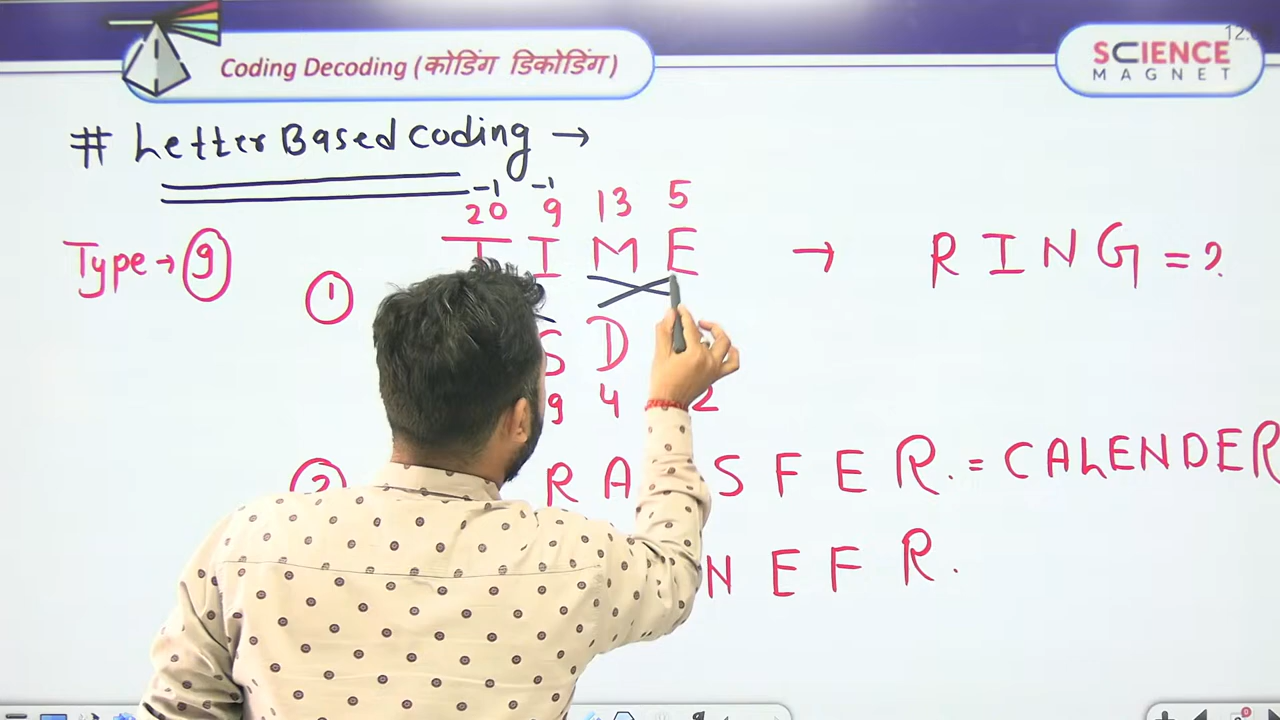 Coding Decoding (कोडिंग डिकोडिंग)
SCIENCE
MAGNET
# Letter Based Coding →
-1 -1
20 9 13 5
Type → 9
T I M E → R I N G = ?
1
S D
9 4 2
2
R A S F E R. = CALENDER
N E F R.